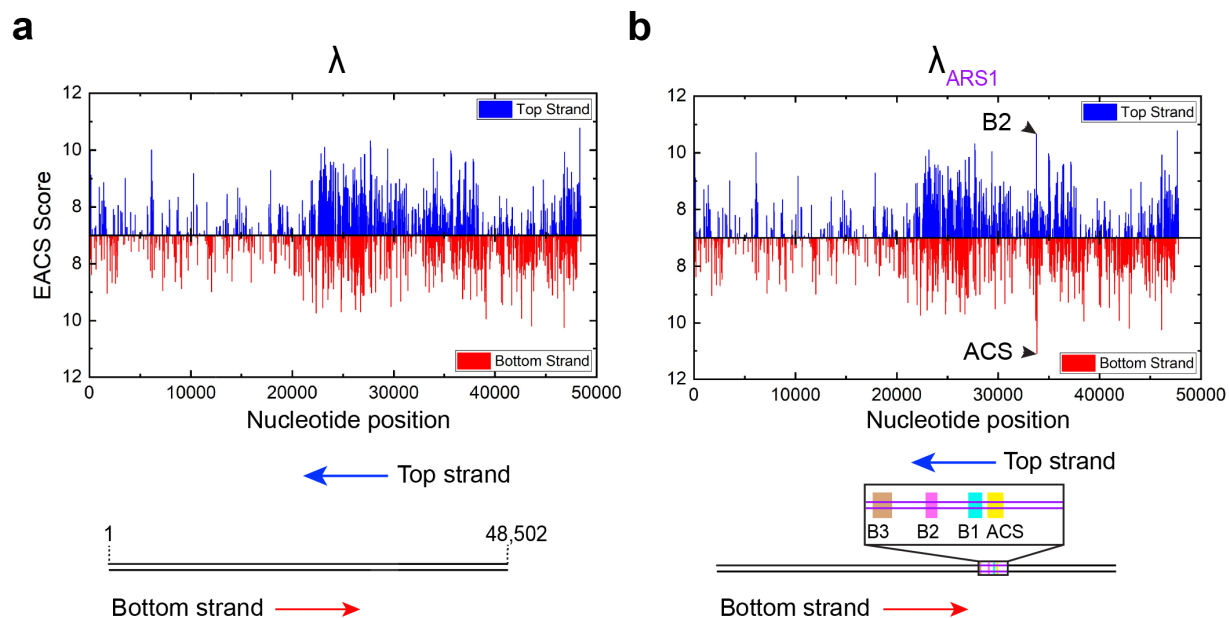 a
λ
EACS Score
12
10
8
8
10
12
Top Strand
Bottom Strand
0
10000
20000
30000
40000
50000
Nucleotide position
Top strand
1
48,502
Bottom strand
b
λARS1
12
10
8
8
10
12
Top Strand
B2
ACS
Bottom Strand
0
10000
20000
30000
40000
50000
Nucleotide position
Top strand
B3 B2 B1 ACS
Bottom strand